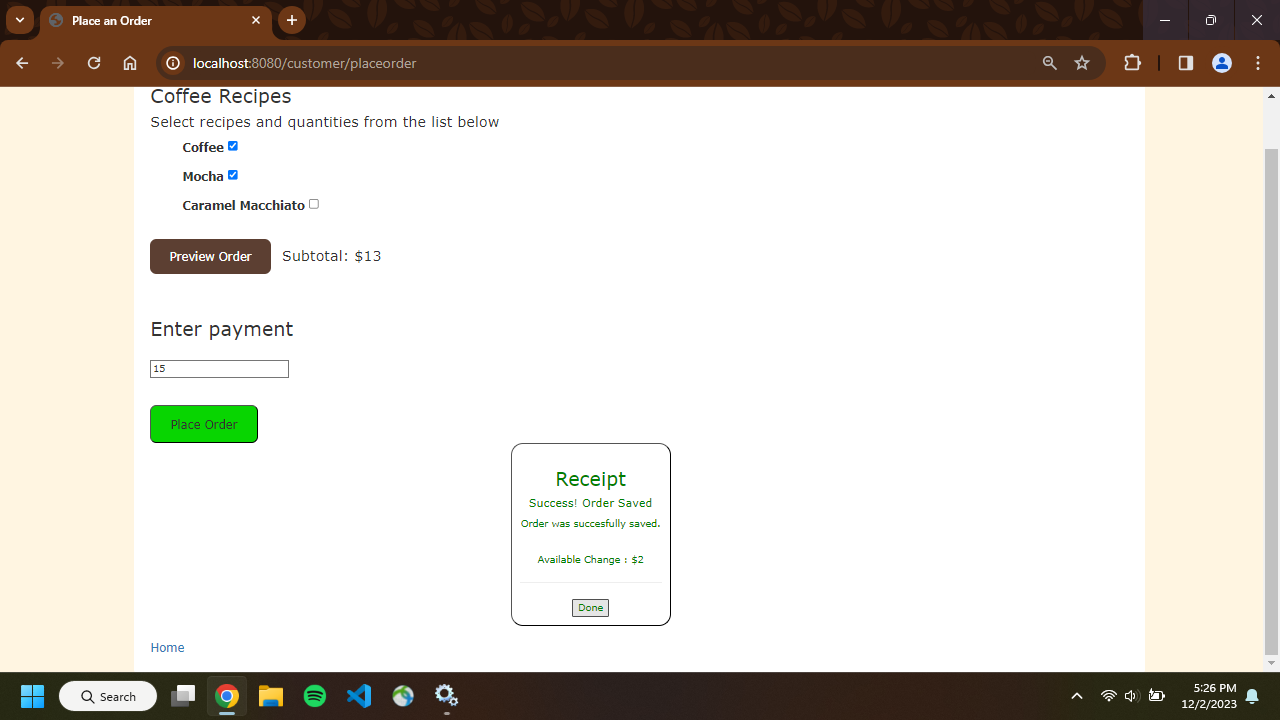 Place an Order
localhost:8080/customer/placeorder
Coffee Recipes
Select recipes and quantities from the list below
Coffee
Mocha
Caramel Macchiato
Preview Order Subtotal: $13
Enter payment
15
Place Order
Receipt
Success! Order Saved
Order was succesfully saved.
Available Change : $2
Done
Home
Search
5:26 PM
12/2/2023